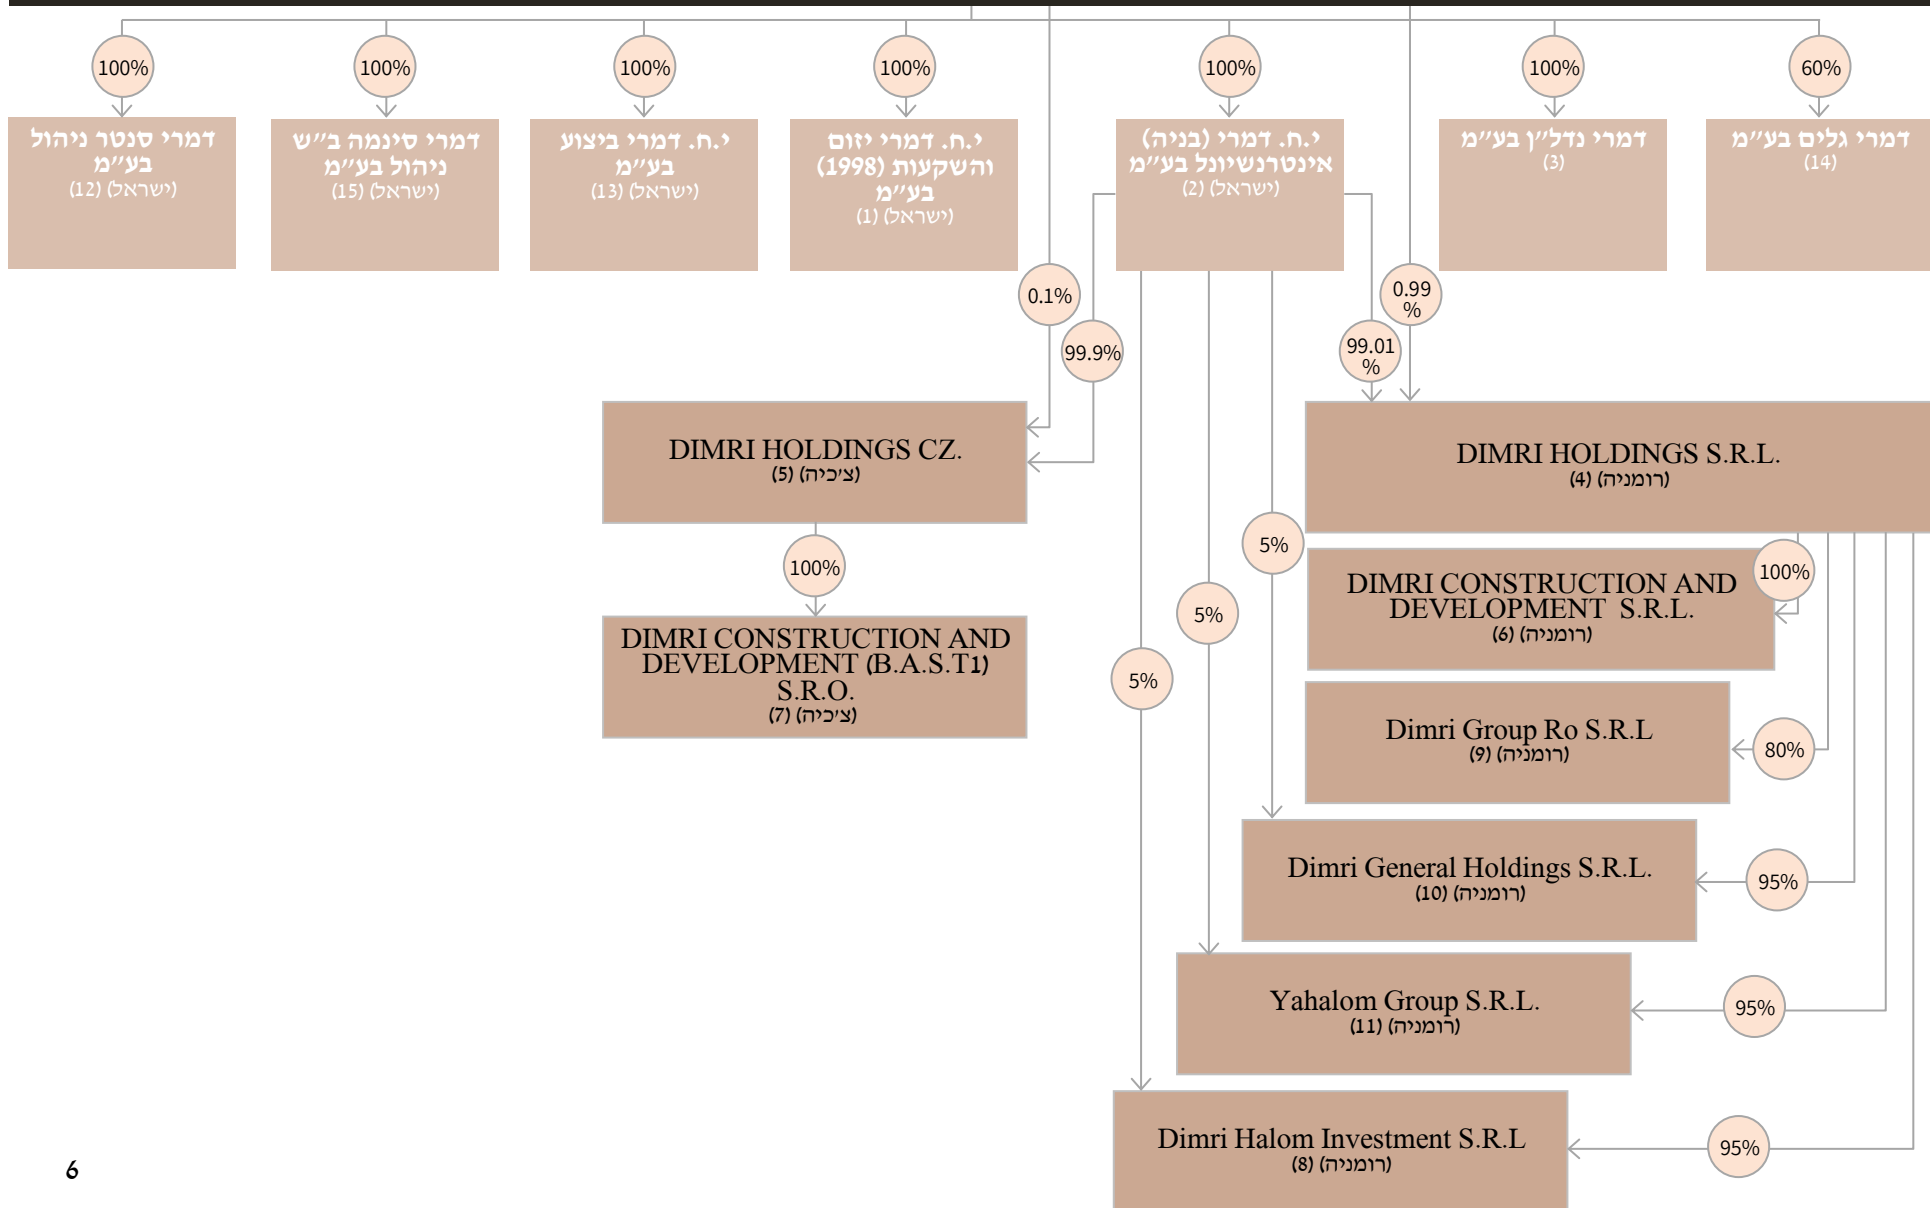 100%
100%
100%
100%
100%
100%
60%
דמרי סנטר ניהול
בע"מ
(ישראל) (12)
דמרי סינמה ב"ש
ניהול בע"מ
(ישראל) (15)
י.ח. דמרי ביצוע
בע"מ
(ישראל) (13)
י.ח. דמרי יזום
והשקעות (1998)
בע"מ
(ישראל) (1)
י.ח. דמרי (בניה)
אינטרנשיונל בע"מ
(ישראל) (2)
דמרי נדל"ן בע"מ
(3)
דמרי גלים בע"מ
(14)
0.1%
99.9%
0.99
%
99.01
%
DIMRI HOLDINGS CZ.
(צ'כיה) (5)
DIMRI HOLDINGS S.R.L.
(רומניה) (4)
100%
DIMRI CONSTRUCTION AND
DEVELOPMENT (B.A.S.T1)
S.R.O.
(צ'כיה) (7)
5%
5%
5%
100%
DIMRI CONSTRUCTION AND
DEVELOPMENT S.R.L.
(רומניה) (6)
Dimri Group Ro S.R.L
(רומניה) (9)
80%
Dimri General Holdings S.R.L.
(רומניה) (10)
95%
Yahalom Group S.R.L.
(רומניה) (11)
95%
Dimri Halom Investment S.R.L
(רומניה) (8)
95%
6